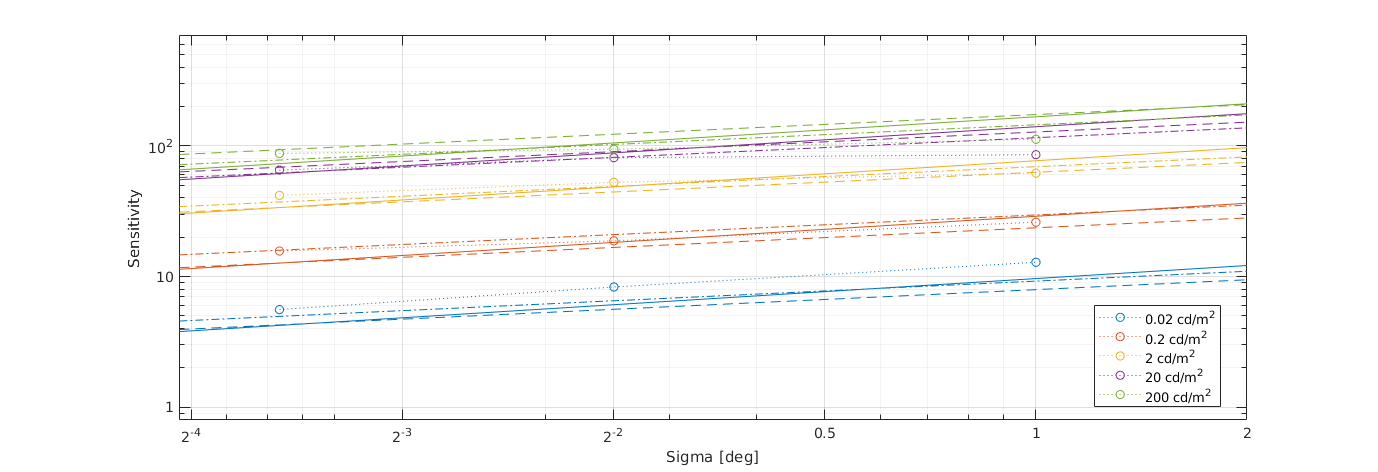 Sensitivity
10²
10
1
2⁻⁴
2⁻³
2⁻²
0.5
1
2
Sigma [deg]
0.02 cd/m²
0.2 cd/m²
2 cd/m²
20 cd/m²
200 cd/m²